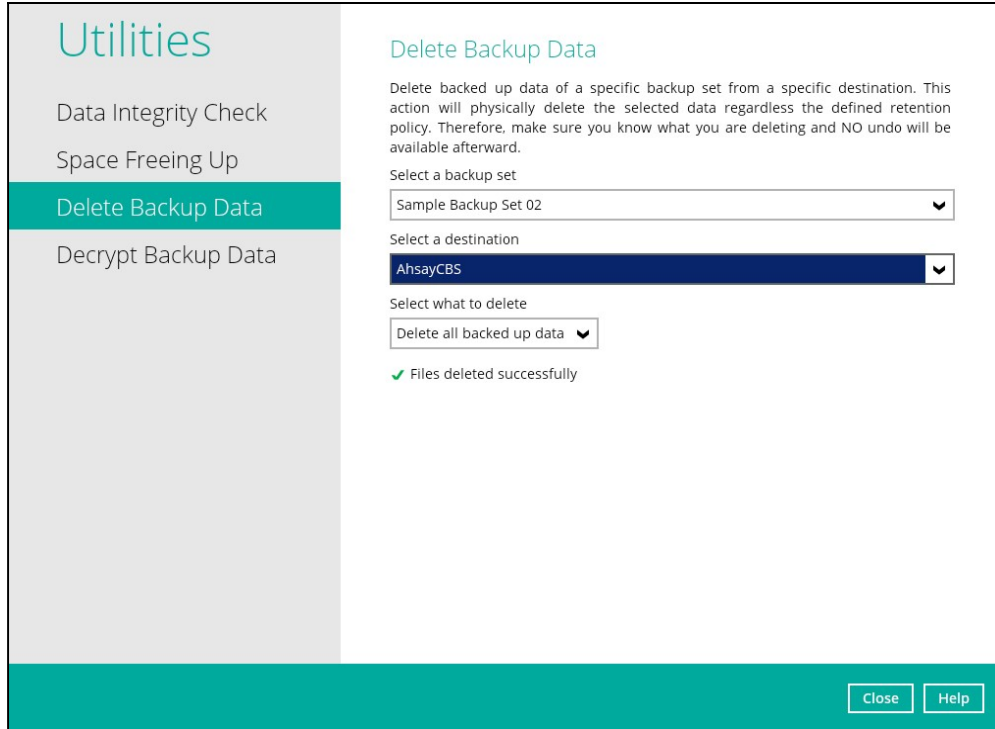 Utilities
Data Integrity Check
Space Freeing Up
Delete Backup Data
Decrypt Backup Data
Delete Backup Data
Delete backed up data of a specific backup set from a specific destination. This
action will physically delete the selected data regardless the defined retention
policy. Therefore, make sure you know what you are deleting and NO undo will be
available afterward.
Select a backup set
Sample Backup Set 02
Select a destination
AhsayCBS
Select what to delete
Delete all backed up data
Files deleted successfully
Close
Help